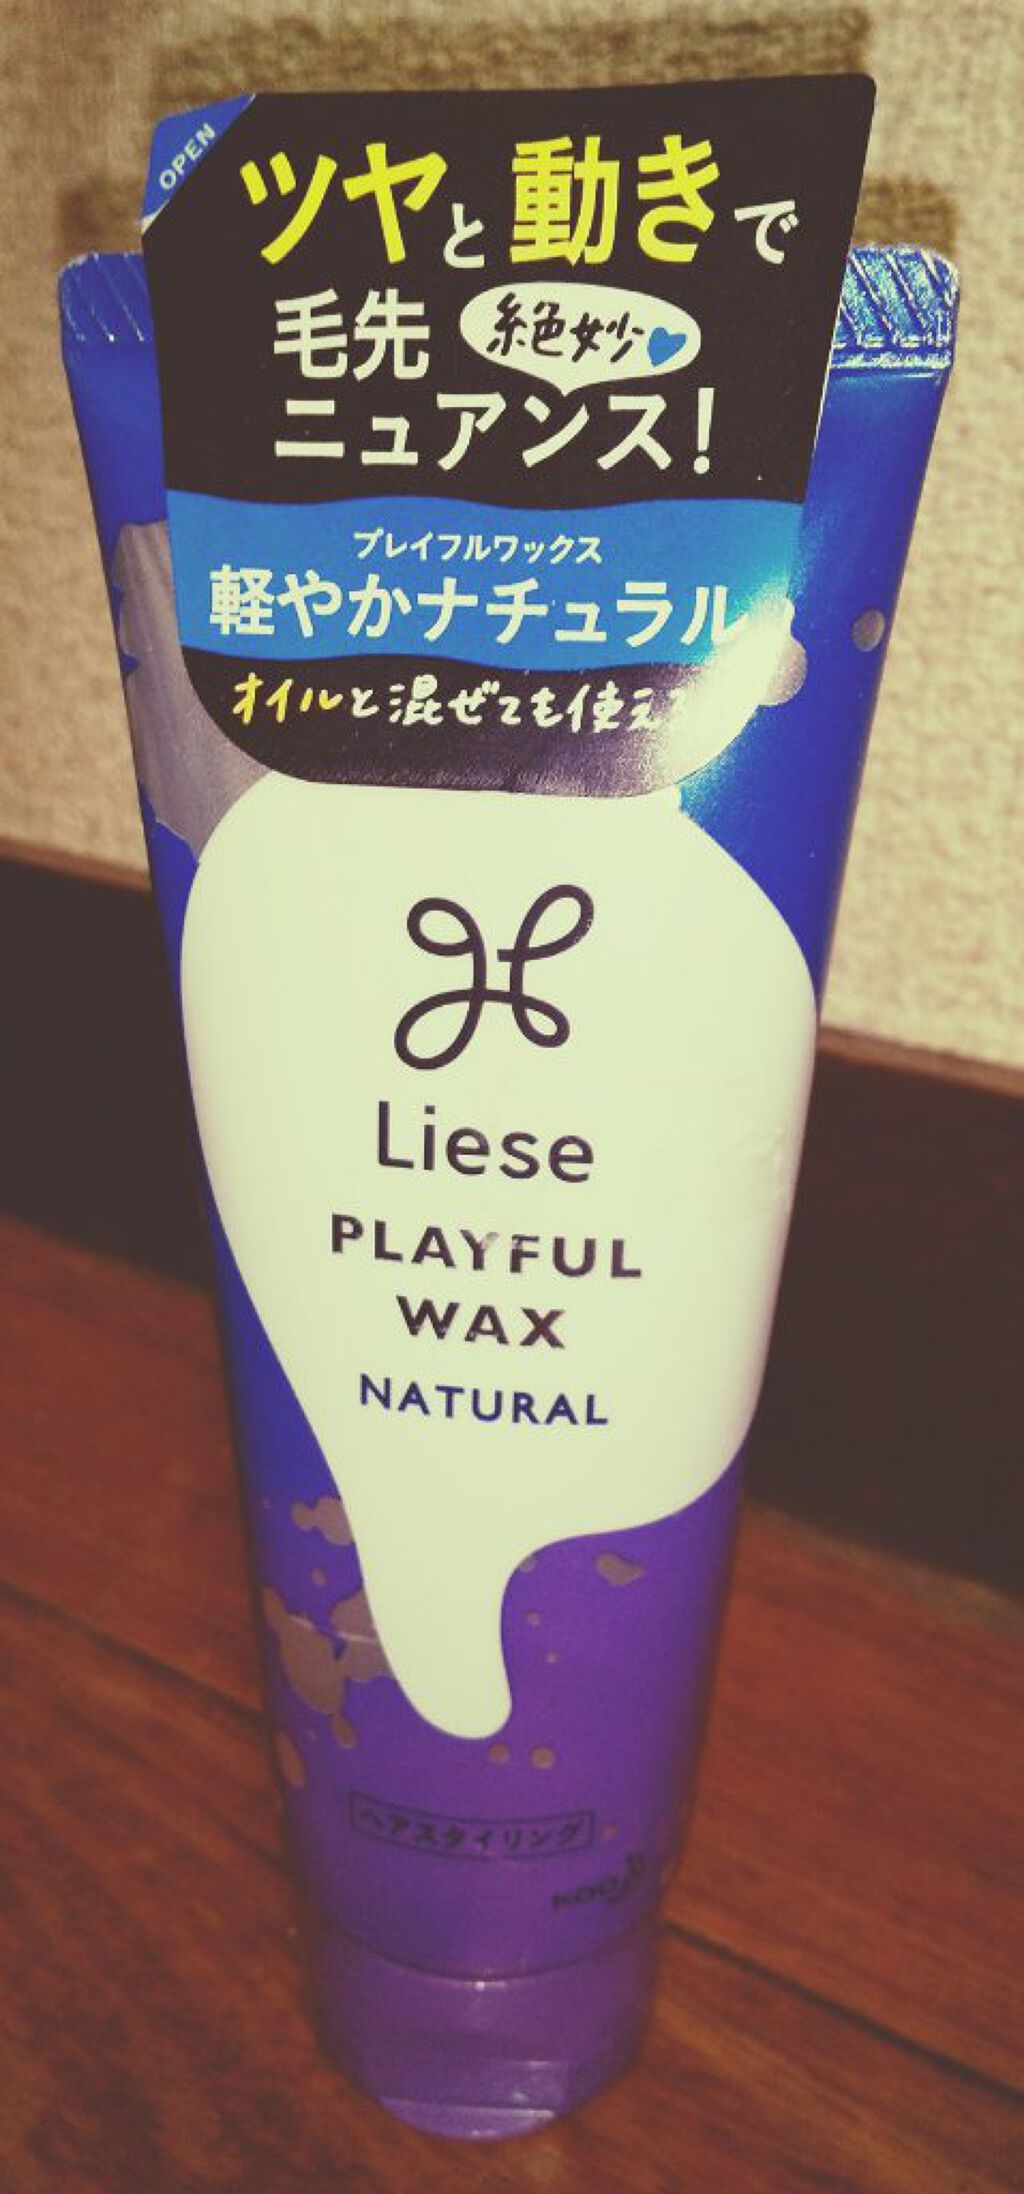 OPEN
ツヤと動きで
毛先 絶妙
ニュアンス!
プレイフルワックス
軽やかナチュラル
オイルと混ぜても使え
Liese
PLAYFUL
WAX
NATURAL
ヘアスタイリング
Kao